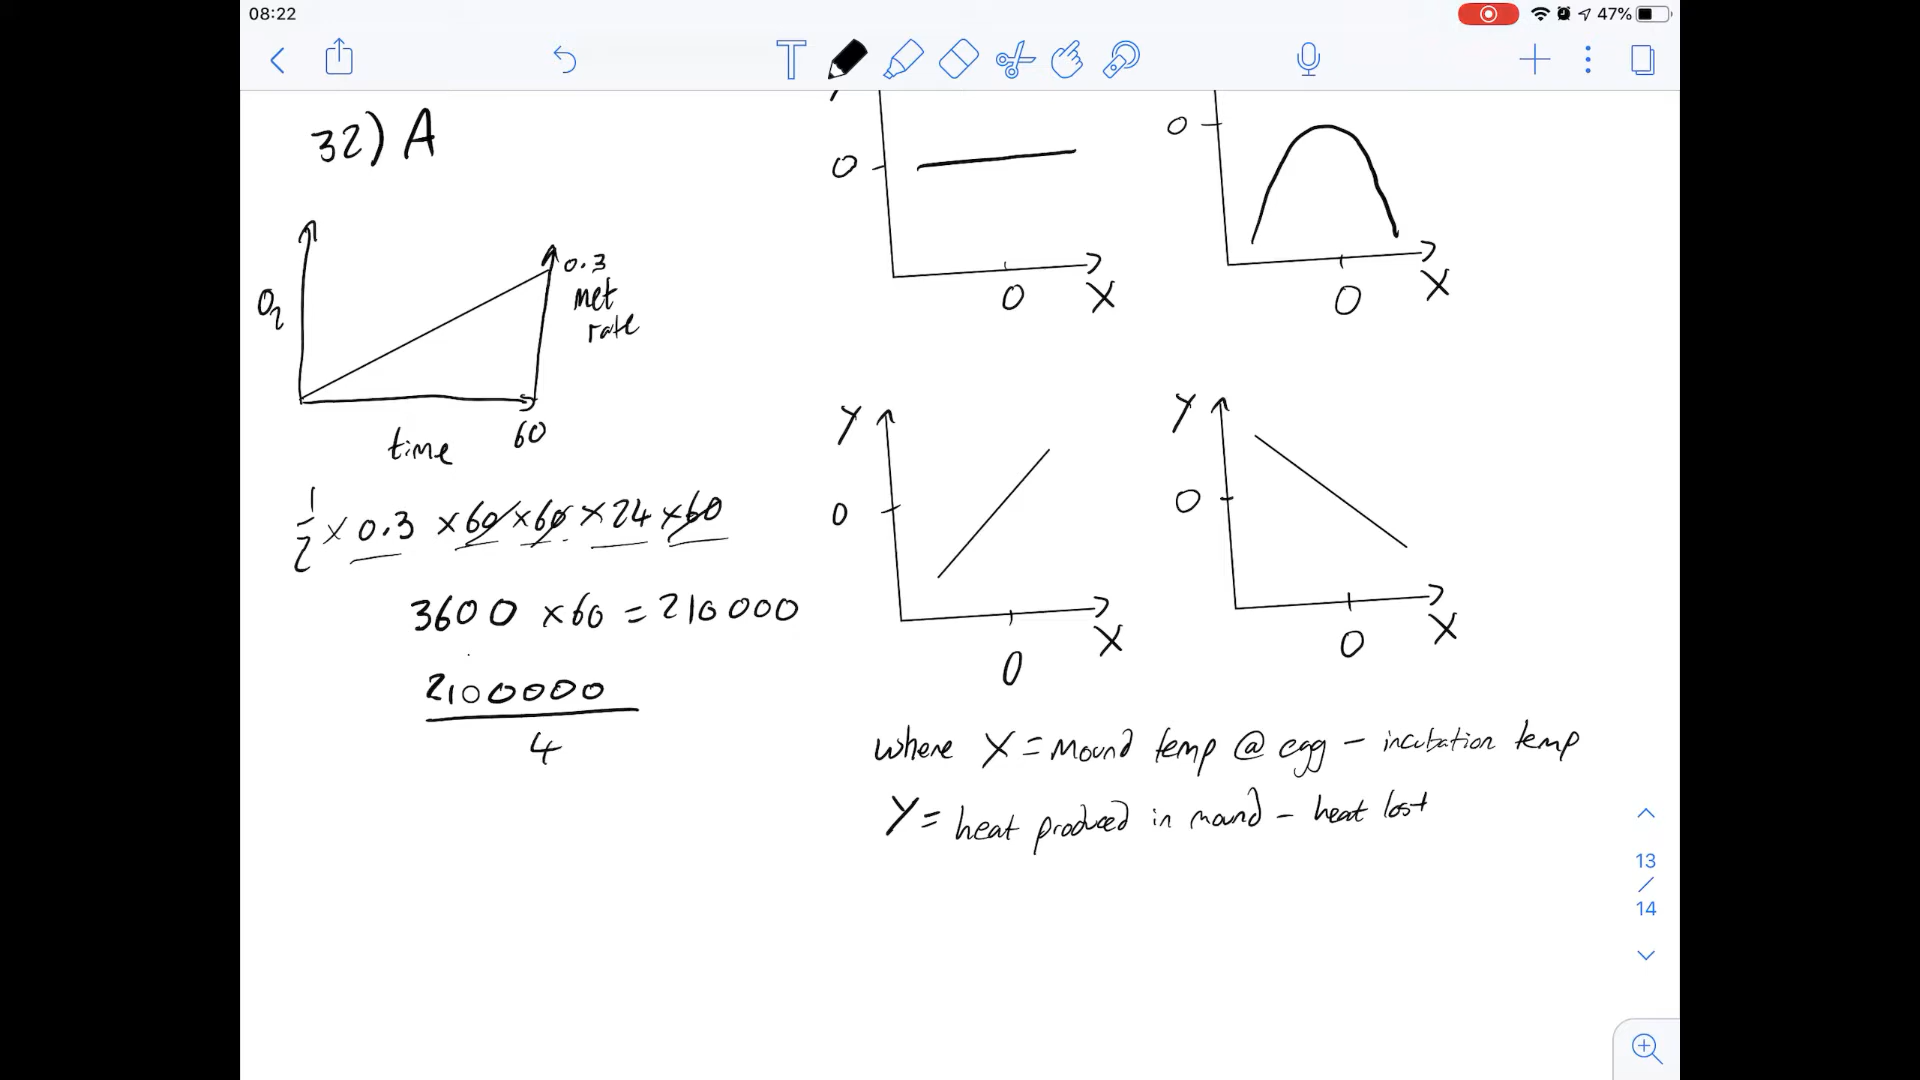 08:22
47%
T
32) A
0
X
0
0
X
0
O2
0.3
met
rate
time
60
1/2 × 0.3 × 60 × 60 × 24 × 60
3600 × 60 = 210000
2100000
4
Y
0
X
0
Y
0
X
0
where X = Mound temp @ egg - incubation temp
Y = heat produced in mound - heat lost
13
/
14